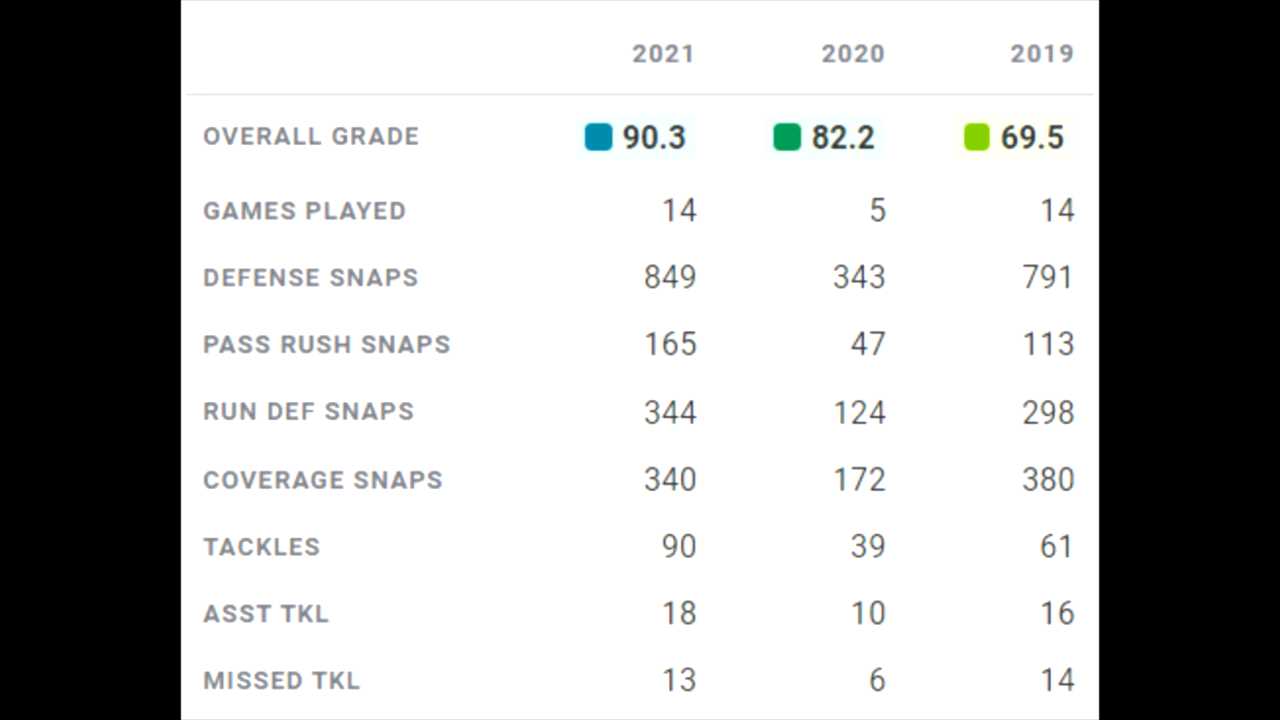 2021 2020 2019
OVERALL GRADE 90.3 82.2 69.5
GAMES PLAYED 14 5 14
DEFENSE SNAPS 849 343 791
PASS RUSH SNAPS 165 47 113
RUN DEF SNAPS 344 124 298
COVERAGE SNAPS 340 172 380
TACKLES 90 39 61
ASST TKL 18 10 16
MISSED TKL 13 6 14